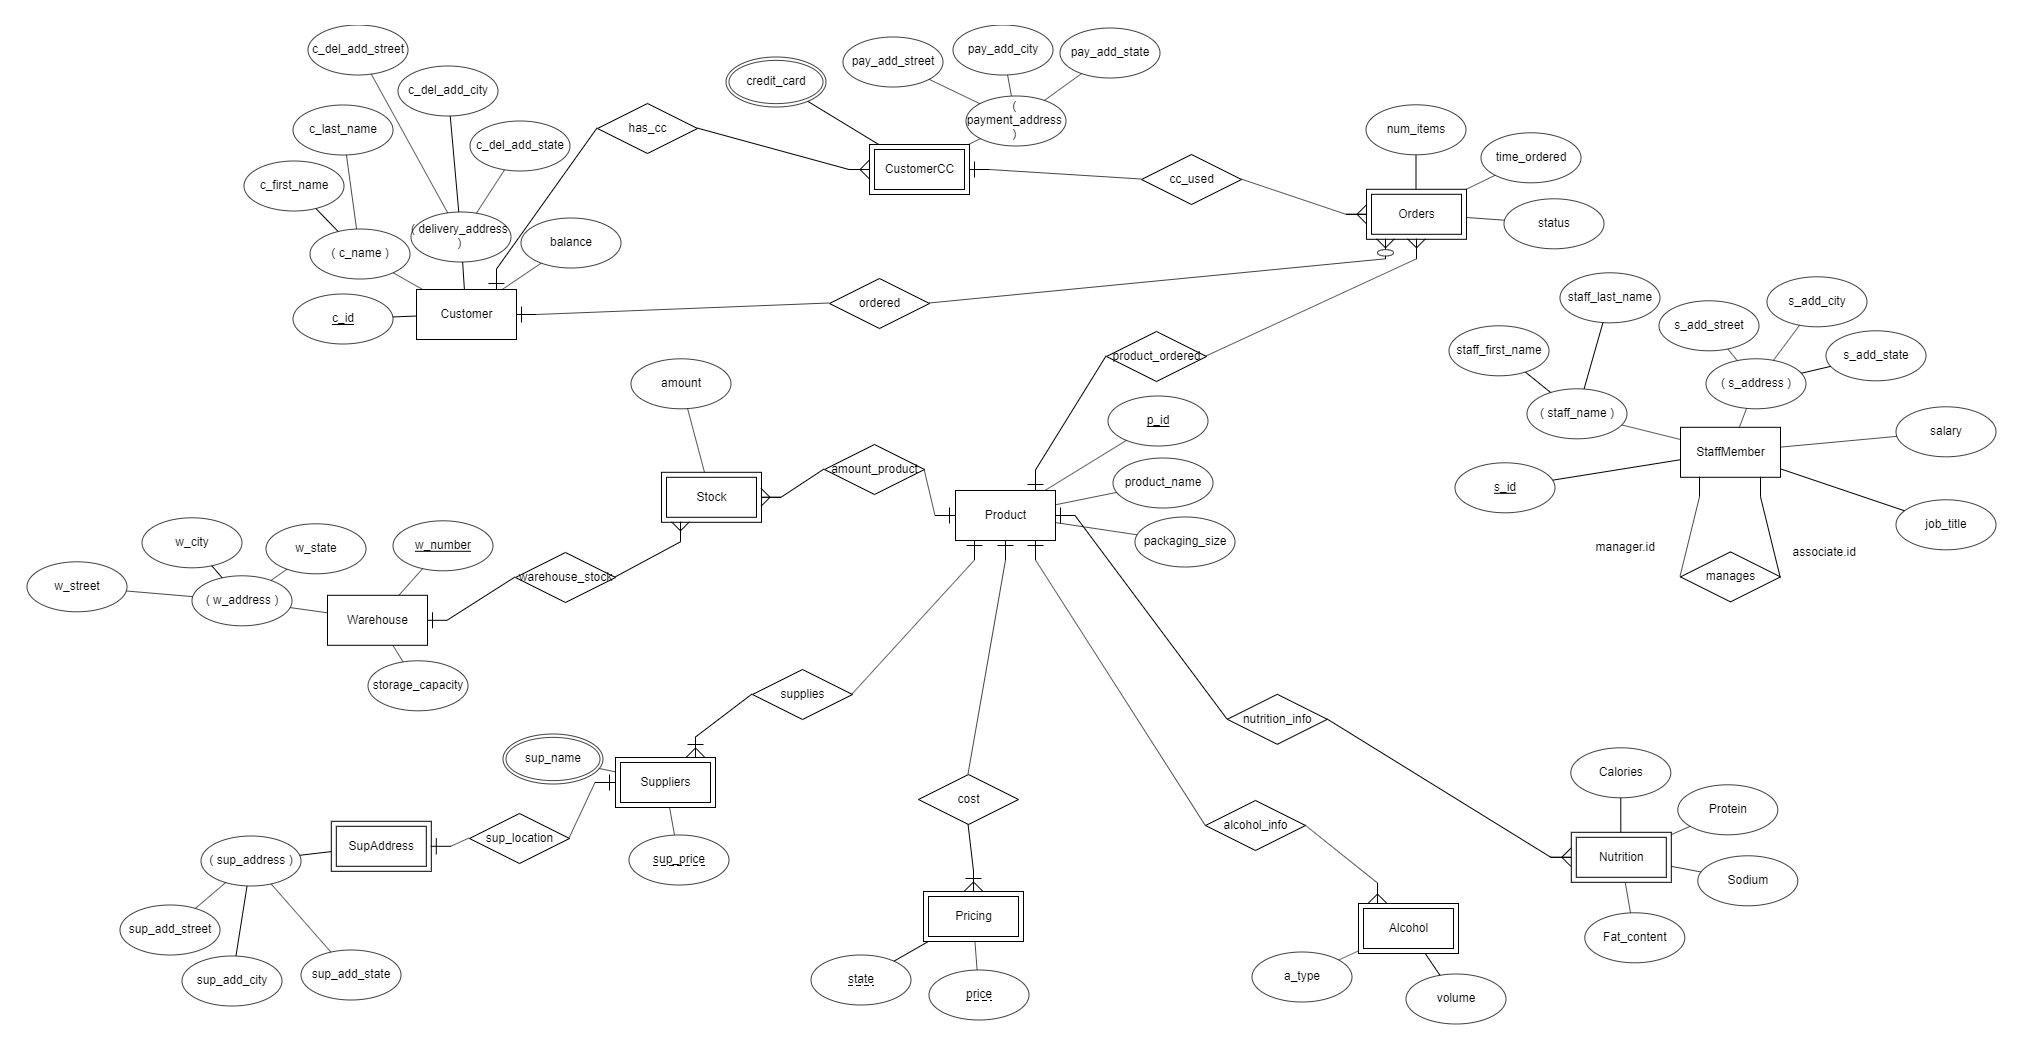 c_del_add_street
c_del_add_city
c_last_name
c_del_add_state
c_first_name
( c_name )
( delivery_address
)
balance
c_id
Customer
has_cc
credit_card
pay_add_street
pay_add_city
pay_add_state
(
payment_address
)
CustomerCC
cc_used
num_items
time_ordered
Orders
status
ordered
product_ordered
staff_last_name
staff_first_name
( staff_name )
s_add_street
s_add_city
s_add_state
( s_address )
StaffMember
salary
s_id
job_title
manager.id
associate.id
manages
amount
Stock
amount_product
p_id
product_name
Product
packaging_size
w_city
w_state
w_number
w_street
( w_address )
Warehouse
warehouse_stock
storage_capacity
supplies
sup_name
Suppliers
sup_price
sup_location
SupAddress
( sup_address )
sup_add_street
sup_add_city
sup_add_state
cost
Pricing
state
price
alcohol_info
Alcohol
a_type
volume
nutrition_info
Calories
Protein
Nutrition
Sodium
Fat_content